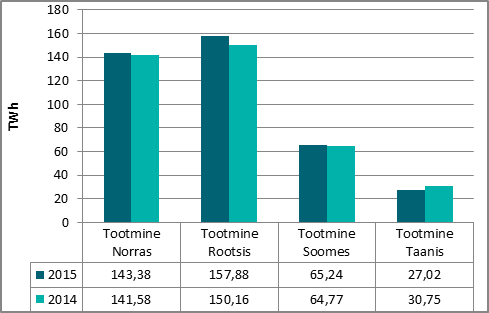 180
160
140
120
100
80
60
40
20
0
TWh
Tootmine Norras
Tootmine Rootsis
Tootmine Soomes
Tootmine Taanis
2015 143,38 157,88 65,24 27,02
2014 141,58 150,16 64,77 30,75